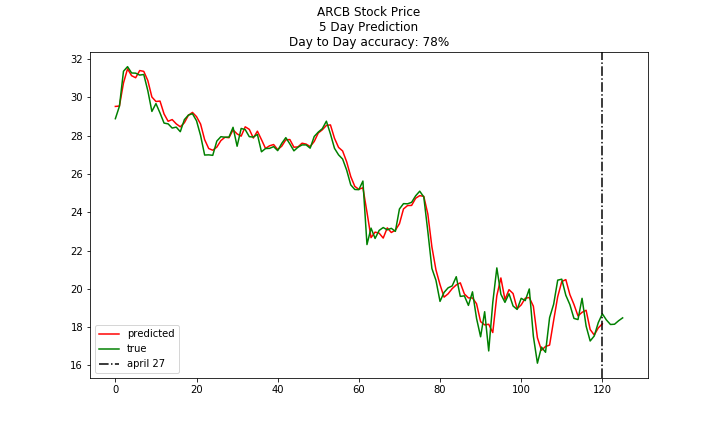 ARCB Stock Price
5 Day Prediction
Day to Day accuracy: 78%
32
30
28
26
24
22
20
18
16
predicted
true
april 27
0
20
40
60
80
100
120